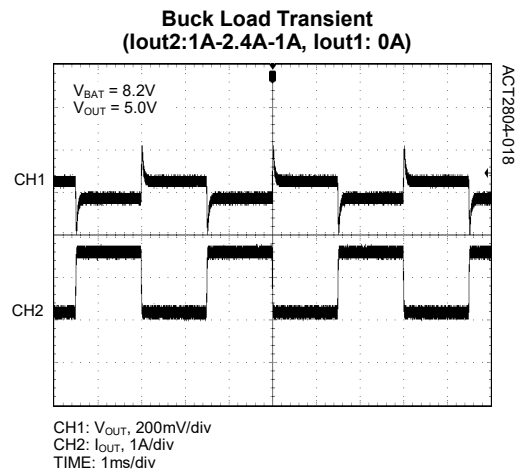 Buck Load Transient
(Iout2:1A-2.4A-1A, Iout1: 0A)
VBAT = 8.2V
VOUT = 5.0V
ACT2804-018
CH1
CH2
CH1: VOUT, 200mV/div
CH2: IOUT, 1A/div
TIME: 1ms/div